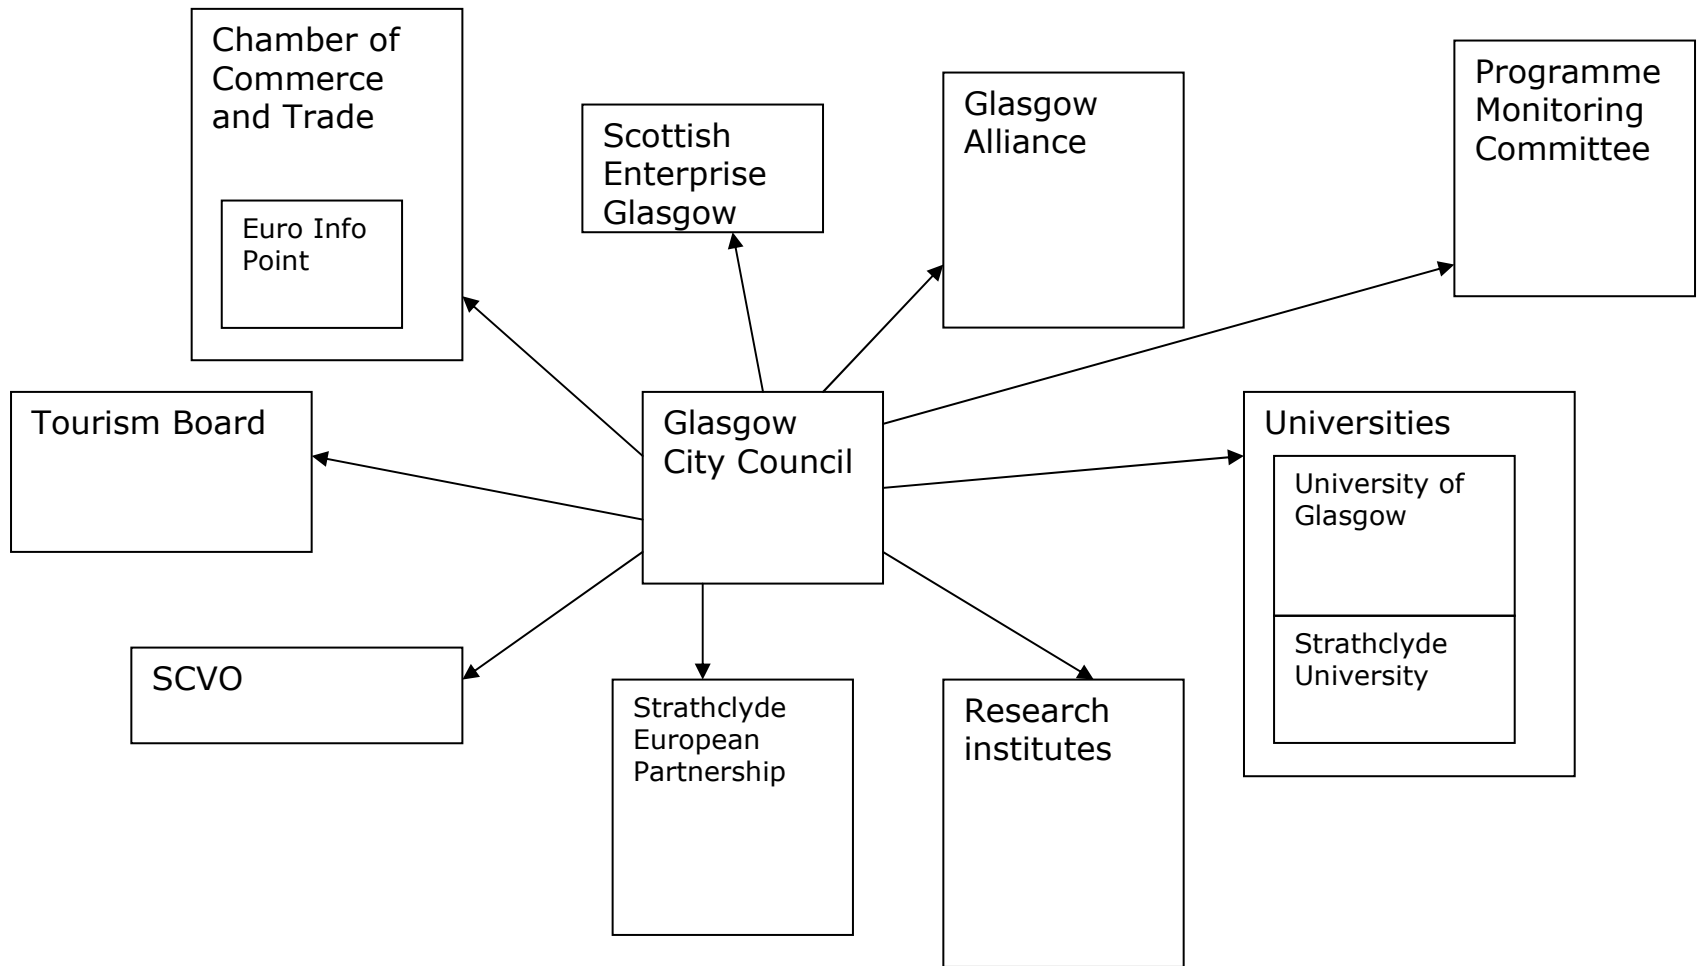 Chamber of
Commerce
and Trade
Euro Info
Point
Scottish
Enterprise
Glasgow
Glasgow
Alliance
Programme
Monitoring
Committee
Tourism Board
Glasgow
City Council
Universities
University of
Glasgow
Strathclyde
University
SCVO
Strathclyde
European
Partnership
Research
institutes